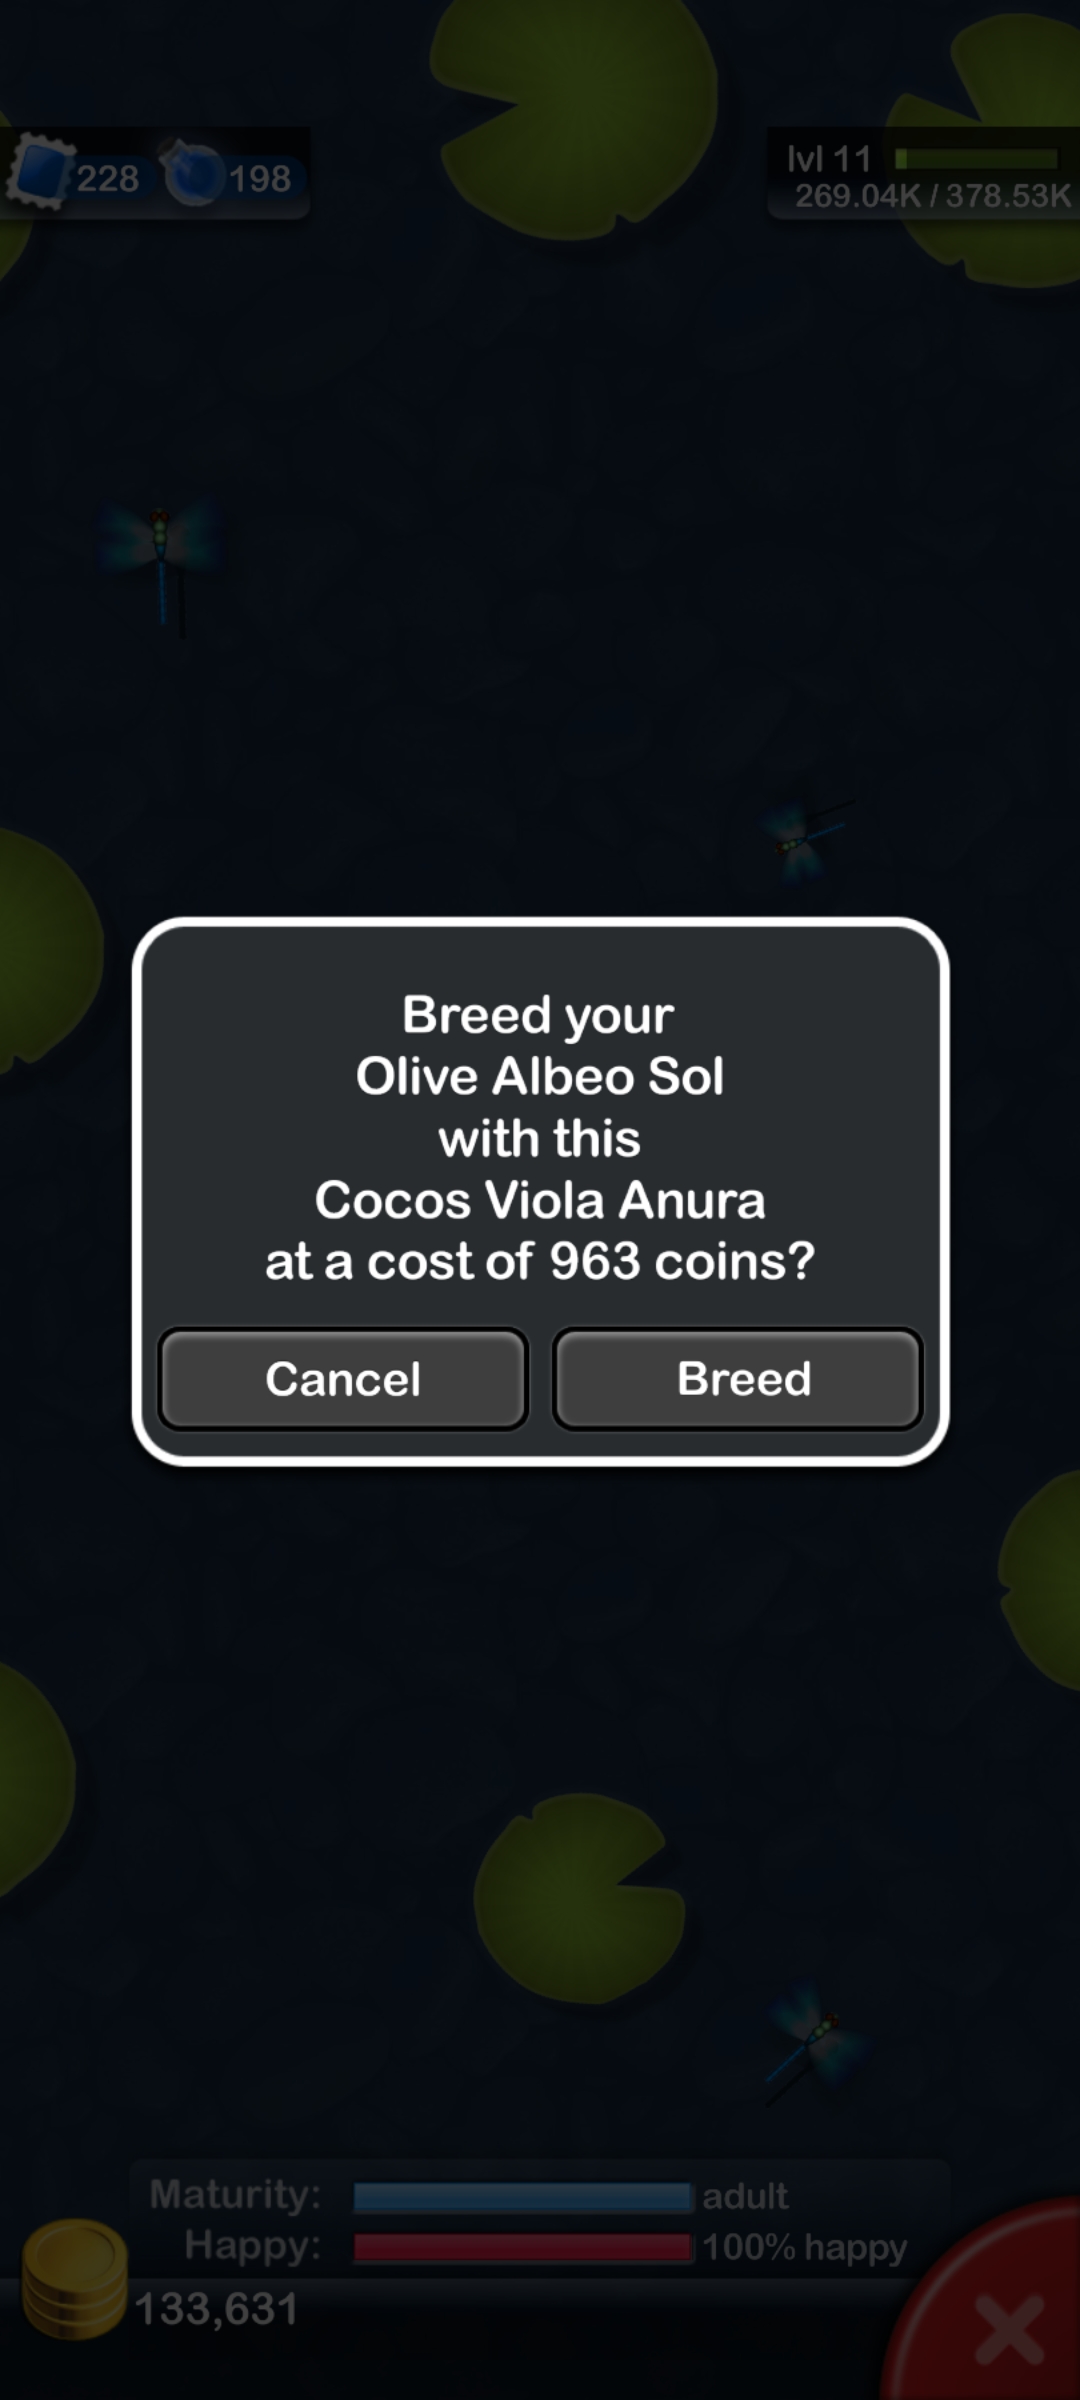 228 198
lvl 11
269.04K / 378.53K
Breed your
Olive Albeo Sol
with this
Cocos Viola Anura
at a cost of 963 coins?
Cancel Breed
Maturity: adult
Happy: 100% happy
133,631